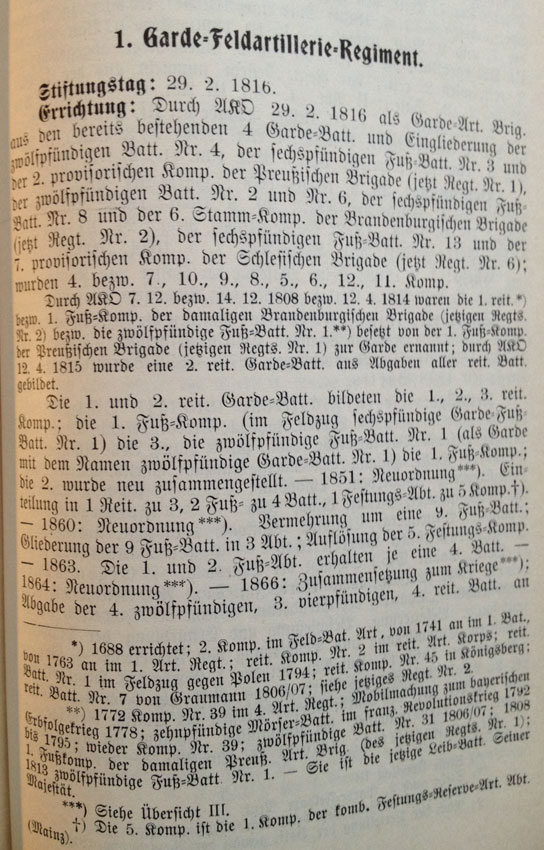 1. Garde-Feldartillerie-Regiment.
Stiftungstag: 29. 2. 1816.
Errichtung: Durch AKO 29. 2. 1816 als Garde-Art. Brig.
aus den bereits bestehenden 4 Garde-Batt. und Eingliederung der
zwölfpfündigen Batt. Nr. 4, der sechspfündigen Fuß-Batt. Nr. 3 und
der 2. provisorischen Komp. der Preußischen Brigade (jetzt Regt. Nr. 1),
der zwölfpfündigen Batt. Nr. 2 und Nr. 6, der sechspfündigen Fuß-
Batt. Nr. 8 und der 6. Stamm-Komp. der Brandenburgischen Brigade
(jetzt Regt. Nr. 2), der sechspfündigen Fuß-Batt. Nr. 13 und der
7. provisorischen Komp. der Schlesischen Brigade (jetzt Regt. Nr. 6);
wurden 4. bezw. 7., 10., 9., 8., 5., 6., 12., 11. Komp.
Durch AKO 7. 12. bezw. 14. 12. 1808 bezw. 12. 4. 1814 waren die 1. reit.*)
bezw. 1. Fuß-Komp. der damaligen Brandenburgischen Brigade (jetzigen Regts.
Nr. 2) bezw. die zwölfpfündige Fuß-Batt. Nr. 1.**) besetzt von der 1. Fuß-Komp.
der Preußischen Brigade (jetzigen Regts. Nr. 1) zur Garde ernannt; durch AKO
12. 4. 1815 wurde eine 2. reit. Garde-Batt. aus Abgaben aller reit. Batt.
gebildet.
Die 1. und 2. reit. Garde-Batt. bildeten die 1., 2., 3. reit.
Komp.; die 1. Fuß-Komp. (im Feldzug sechspfündige Garde-Fuß-
Batt. Nr. 1) die 3., die zwölfpfündige Fuß-Batt. Nr. 1 (als Garde
mit dem Namen zwölfpfündige Garde-Batt. Nr. 1) die 1. Fuß-Komp.;
die 2. wurde neu zusammengestellt. — 1851: Neuordnung***). Ein-
teilung in 1 Reit. zu 3, 2 Fuß- zu 4 Batt., 1 Festungs-Abt. zu 5 Komp.†).
— 1860: Neuordnung***). Vermehrung um eine 9. Fuß-Batt.;
Gliederung der 9 Fuß-Batt. in 3 Abt.; Auflösung der 5. Festungs-Komp.
— 1863. Die 1. und 2. Fuß-Abt. erhalten je eine 4. Batt. —
1864: Neuordnung***). — 1866: Zusammensetzung zum Kriege***);
Abgabe der 4. zwölfpfündigen, 3. vierpfündigen, 4. reit. Batt. an
*) 1688 errichtet; 2. Komp. im Feld-Bat. Art, von 1741 an im 1. Bat.,
von 1763 an im 1. Art. Regt.; reit. Komp. Nr. 2 im reit. Art. Korps; reit.
Batt. Nr. 1 im Feldzug gegen Polen 1794; reit. Komp. Nr. 45 in Königsberg;
reit. Batt. Nr. 7 von Graumann 1806/07; siehe jetziges Regt. Nr. 2.
**) 1772 Komp. Nr. 39 im 4. Art. Regt.; Mobilmachung zum bayerischen
Erbfolgekrieg 1778; zehnpfündige Mörser-Batt. im franz. Revolutionskrieg 1792
bis 1795; wieder Komp. Nr. 39; zwölfpfündige Batt. Nr. 31 1806/07; 1808
1. Fußkomp. der damaligen Preuß. Art. Brig (des jetzigen Regts. Nr. 1);
1813 zwölfpfündige Fuß-Batt. Nr. 1. — Sie ist die jetzige Leib-Batt. Seiner
Majestät.
***) Siehe Übersicht III.
†) Die 5. Komp. ist die 1. Komp. der komb. Festungs-Reserve-Art. Abt.
(Mainz).